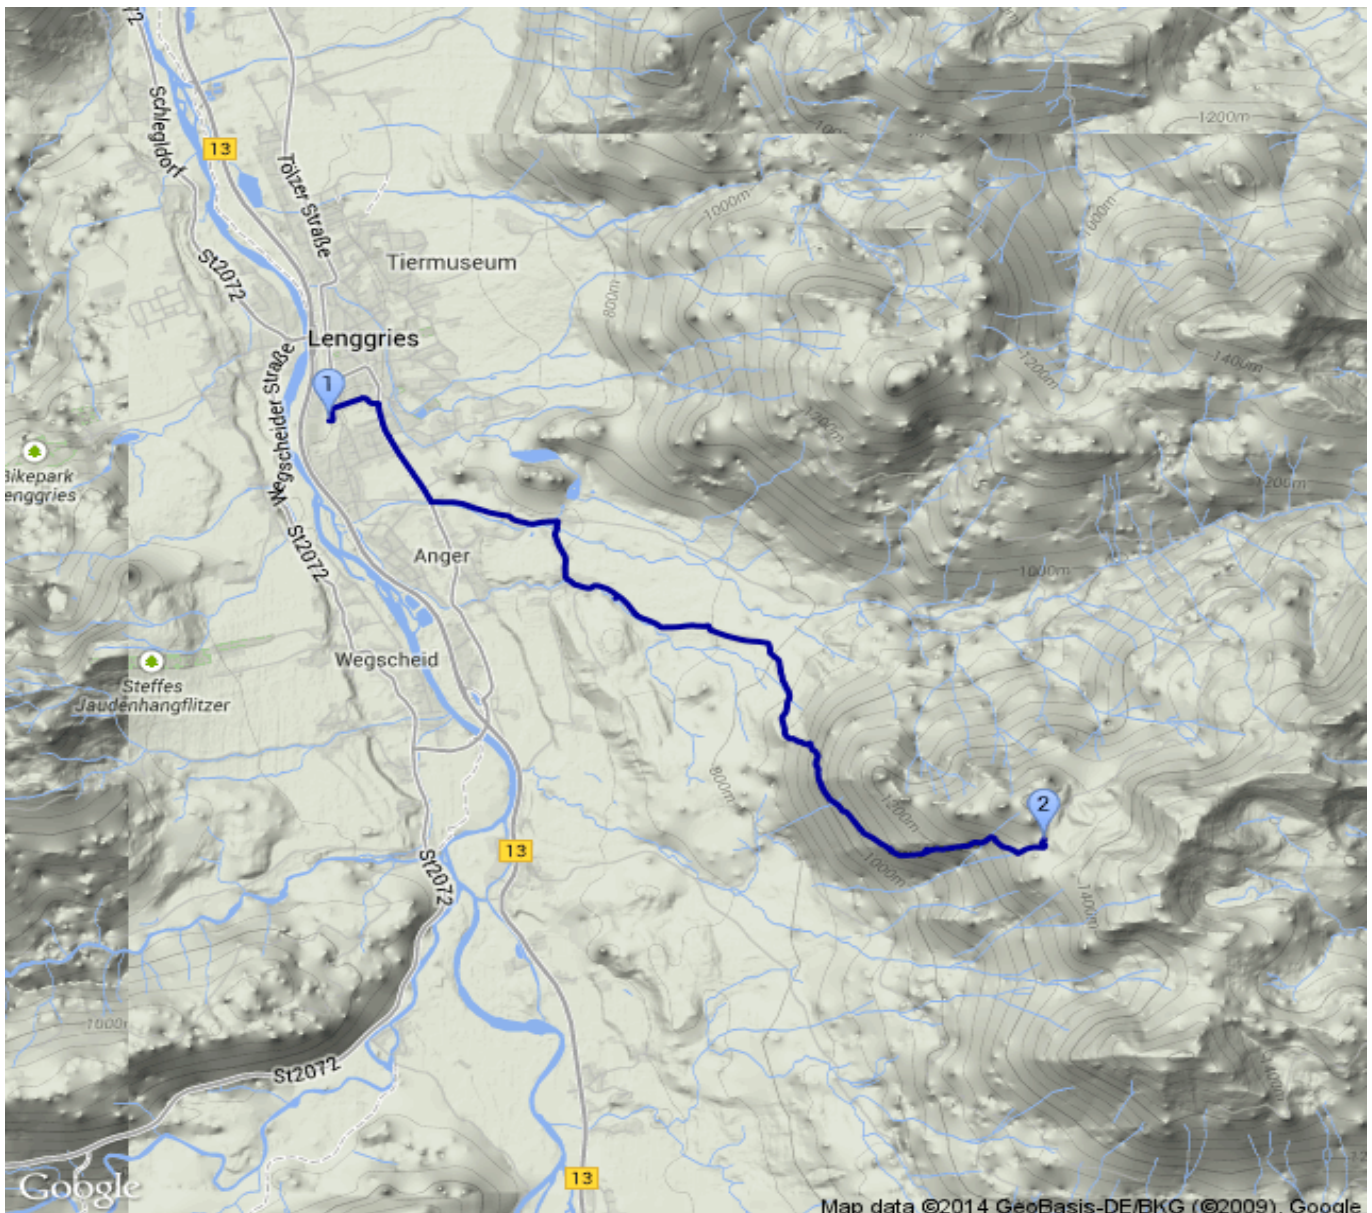 72
Schlegldorf
13
Tölzer Straße
1200m
1000m
1000m
Tiermuseum
St2072
800m
Lenggries
1400m
1200m
1
Wegscheider Straße
1200m
Bikepark
enggries
1200m
St2072
Anger
1000m
Wegscheid
Steffes
Jaudenhangflitzer
800m
1200m
2
13
1000m
St2072
1400m
1000m
St2072
1400m
13
Google
Map data ©2014 GeoBasis-DE/BKG (©2009), Google